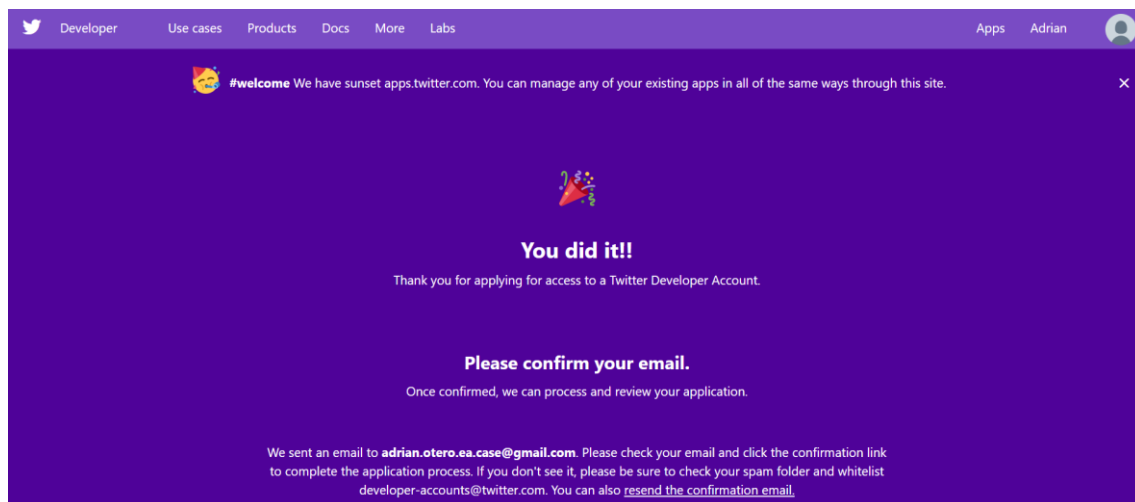 Developer Use cases Products Docs More Labs Apps Adrian
#welcome We have sunset apps.twitter.com. You can manage any of your existing apps in all of the same ways through this site.
You did it!!
Thank you for applying for access to a Twitter Developer Account.
Please confirm your email.
Once confirmed, we can process and review your application.
We sent an email to adrian.otero.ea.case@gmail.com. Please check your email and click the confirmation link
to complete the application process. If you don't see it, please be sure to check your spam folder and whitelist
developer-accounts@twitter.com. You can also resend the confirmation email.